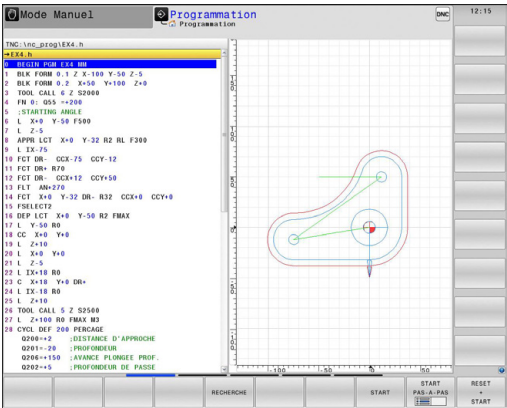 Mode Manuel
Programmation
Programmation
DNC
12:15
TNC:\nc_prog\EX4.h
→EX4.h
0 BEGIN PGM EX4 MM
1 BLK FORM 0.1 Z X-100 Y-50 Z-5
2 BLK FORM 0.2 X+50 Y+100 Z+0
3 TOOL CALL 6 Z S2000
4 FN 0: Q55 =+200
5 ;STARTING ANGLE
6 L X+0 Y-50 F500
7 L Z-5
8 APPR LCT X+0 Y-32 R2 RL F300
9 L IX-75
10 FCT DR- CCX-75 CCY-12
11 FCT DR+ R70
12 FCT DR- CCX+12 CCY+50
13 FLT AN+270
14 FCT X+0 Y-32 DR- R32 CCX+0 CCY+0
15 FSELECT2
16 DEP LCT X+0 Y-50 R2 FMAX
17 L Y-50 R0
18 CC X+0 Y+0
19 L Z+10
20 L X+0 Y+0
21 L Z-5
22 L IX+18 R0
23 C X+18 Y+0 DR+
24 L IX-18 R0
25 L Z+10
26 TOOL CALL 5 Z S2500
27 L Z+100 R0 FMAX M3
28 CYCL DEF 200 PERCAGE
Q200=+2 ;DISTANCE D'APPROCHE
Q201=-20 ;PROFONDEUR
Q206=+150 ;AVANCE PLONGEE PROF.
Q202=+5 ;PROFONDEUR DE PASSE
-100
-50
0
50
RECHERCHE
START
START
PAS-A-PAS
RESET
+
START